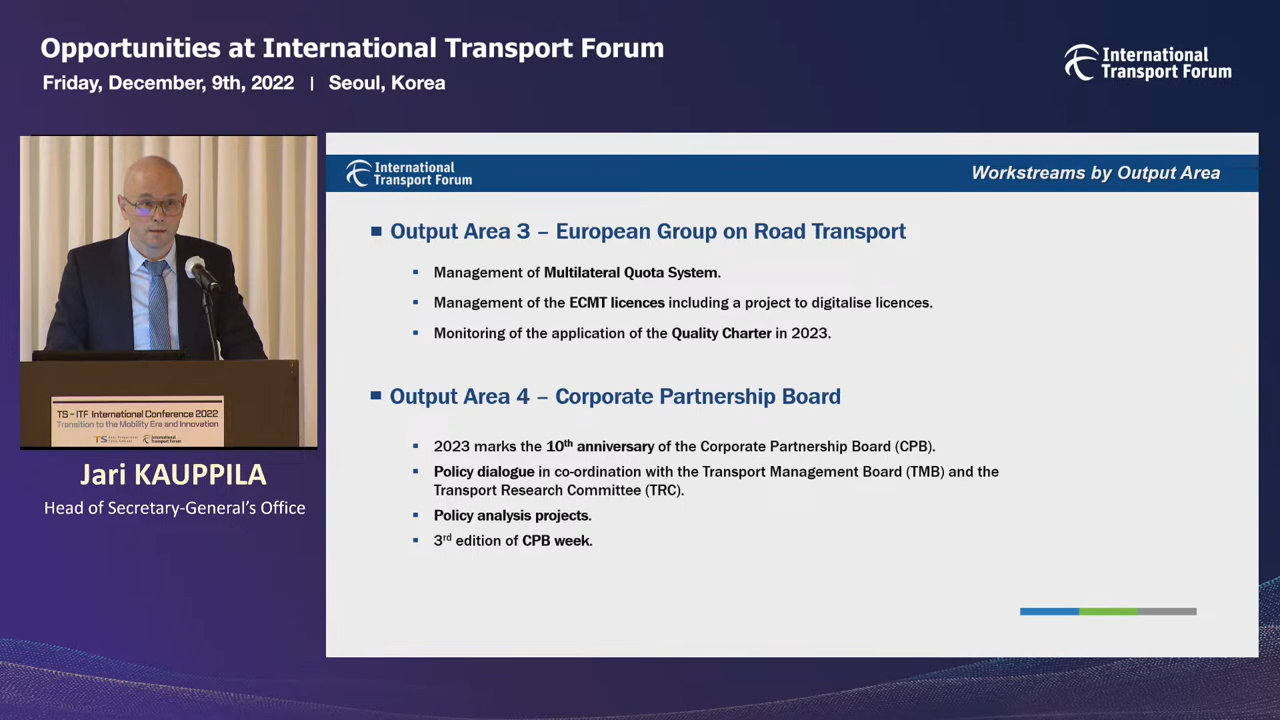 Opportunities at International Transport Forum
Friday, December, 9th, 2022 | Seoul, Korea
International
Transport Forum
International
Transport Forum
Workstreams by Output Area
Output Area 3 – European Group on Road Transport
Management of Multilateral Quota System.
Management of the ECMT licences including a project to digitalise licences.
Monitoring of the application of the Quality Charter in 2023.
Output Area 4 – Corporate Partnership Board
2023 marks the 10th anniversary of the Corporate Partnership Board (CPB).
Policy dialogue in co-ordination with the Transport Management Board (TMB) and the
Transport Research Committee (TRC).
Policy analysis projects.
3rd edition of CPB week.
TS – ITF International Conference 2022
Transition to the Mobility Era and Innovation
TS
International
Transport Forum
Jari KAUPPILA
Head of Secretary-General's Office